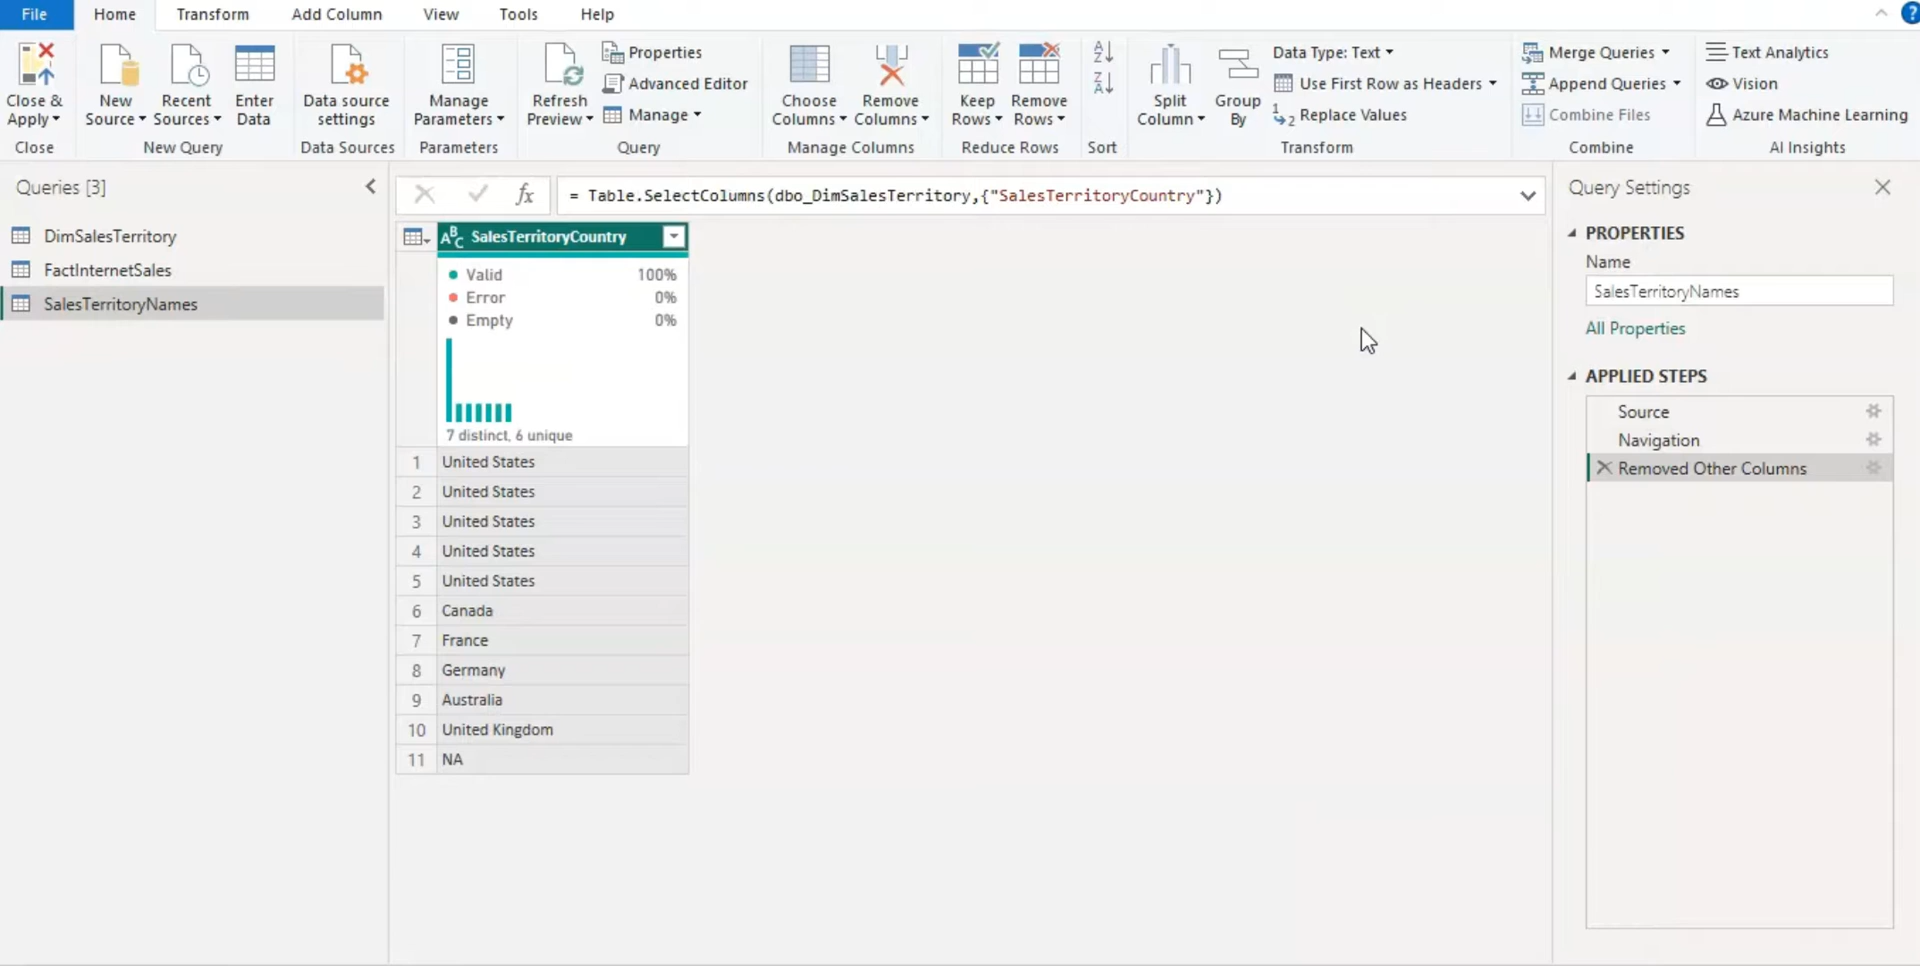 File Home Transform Add Column View Tools Help
Close & Apply
New Source
Recent Sources
Enter Data
Data source settings
Manage Parameters
Refresh Preview
Properties
Advanced Editor
Manage
Choose Columns
Remove Columns
Keep Rows
Remove Rows
A Z
Z A
Split Column
Group By
Data Type: Text
Use First Row as Headers
1 2 Replace Values
Merge Queries
Append Queries
Combine Files
Text Analytics
Vision
Azure Machine Learning
Close New Query Data Sources Parameters Query Manage Columns Reduce Rows Sort Transform Combine AI Insights
Queries [3]
DimSalesTerritory
FactInternetSales
SalesTerritoryNames
fx = Table.SelectColumns(dbo_DimSalesTerritory,{"SalesTerritoryCountry"})
ABC SalesTerritoryCountry
Valid 100%
Error 0%
Empty 0%
7 distinct, 6 unique
1 United States
2 United States
3 United States
4 United States
5 United States
6 Canada
7 France
8 Germany
9 Australia
10 United Kingdom
11 NA
Query Settings
PROPERTIES
Name
SalesTerritoryNames
All Properties
APPLIED STEPS
Source
Navigation
Removed Other Columns
?